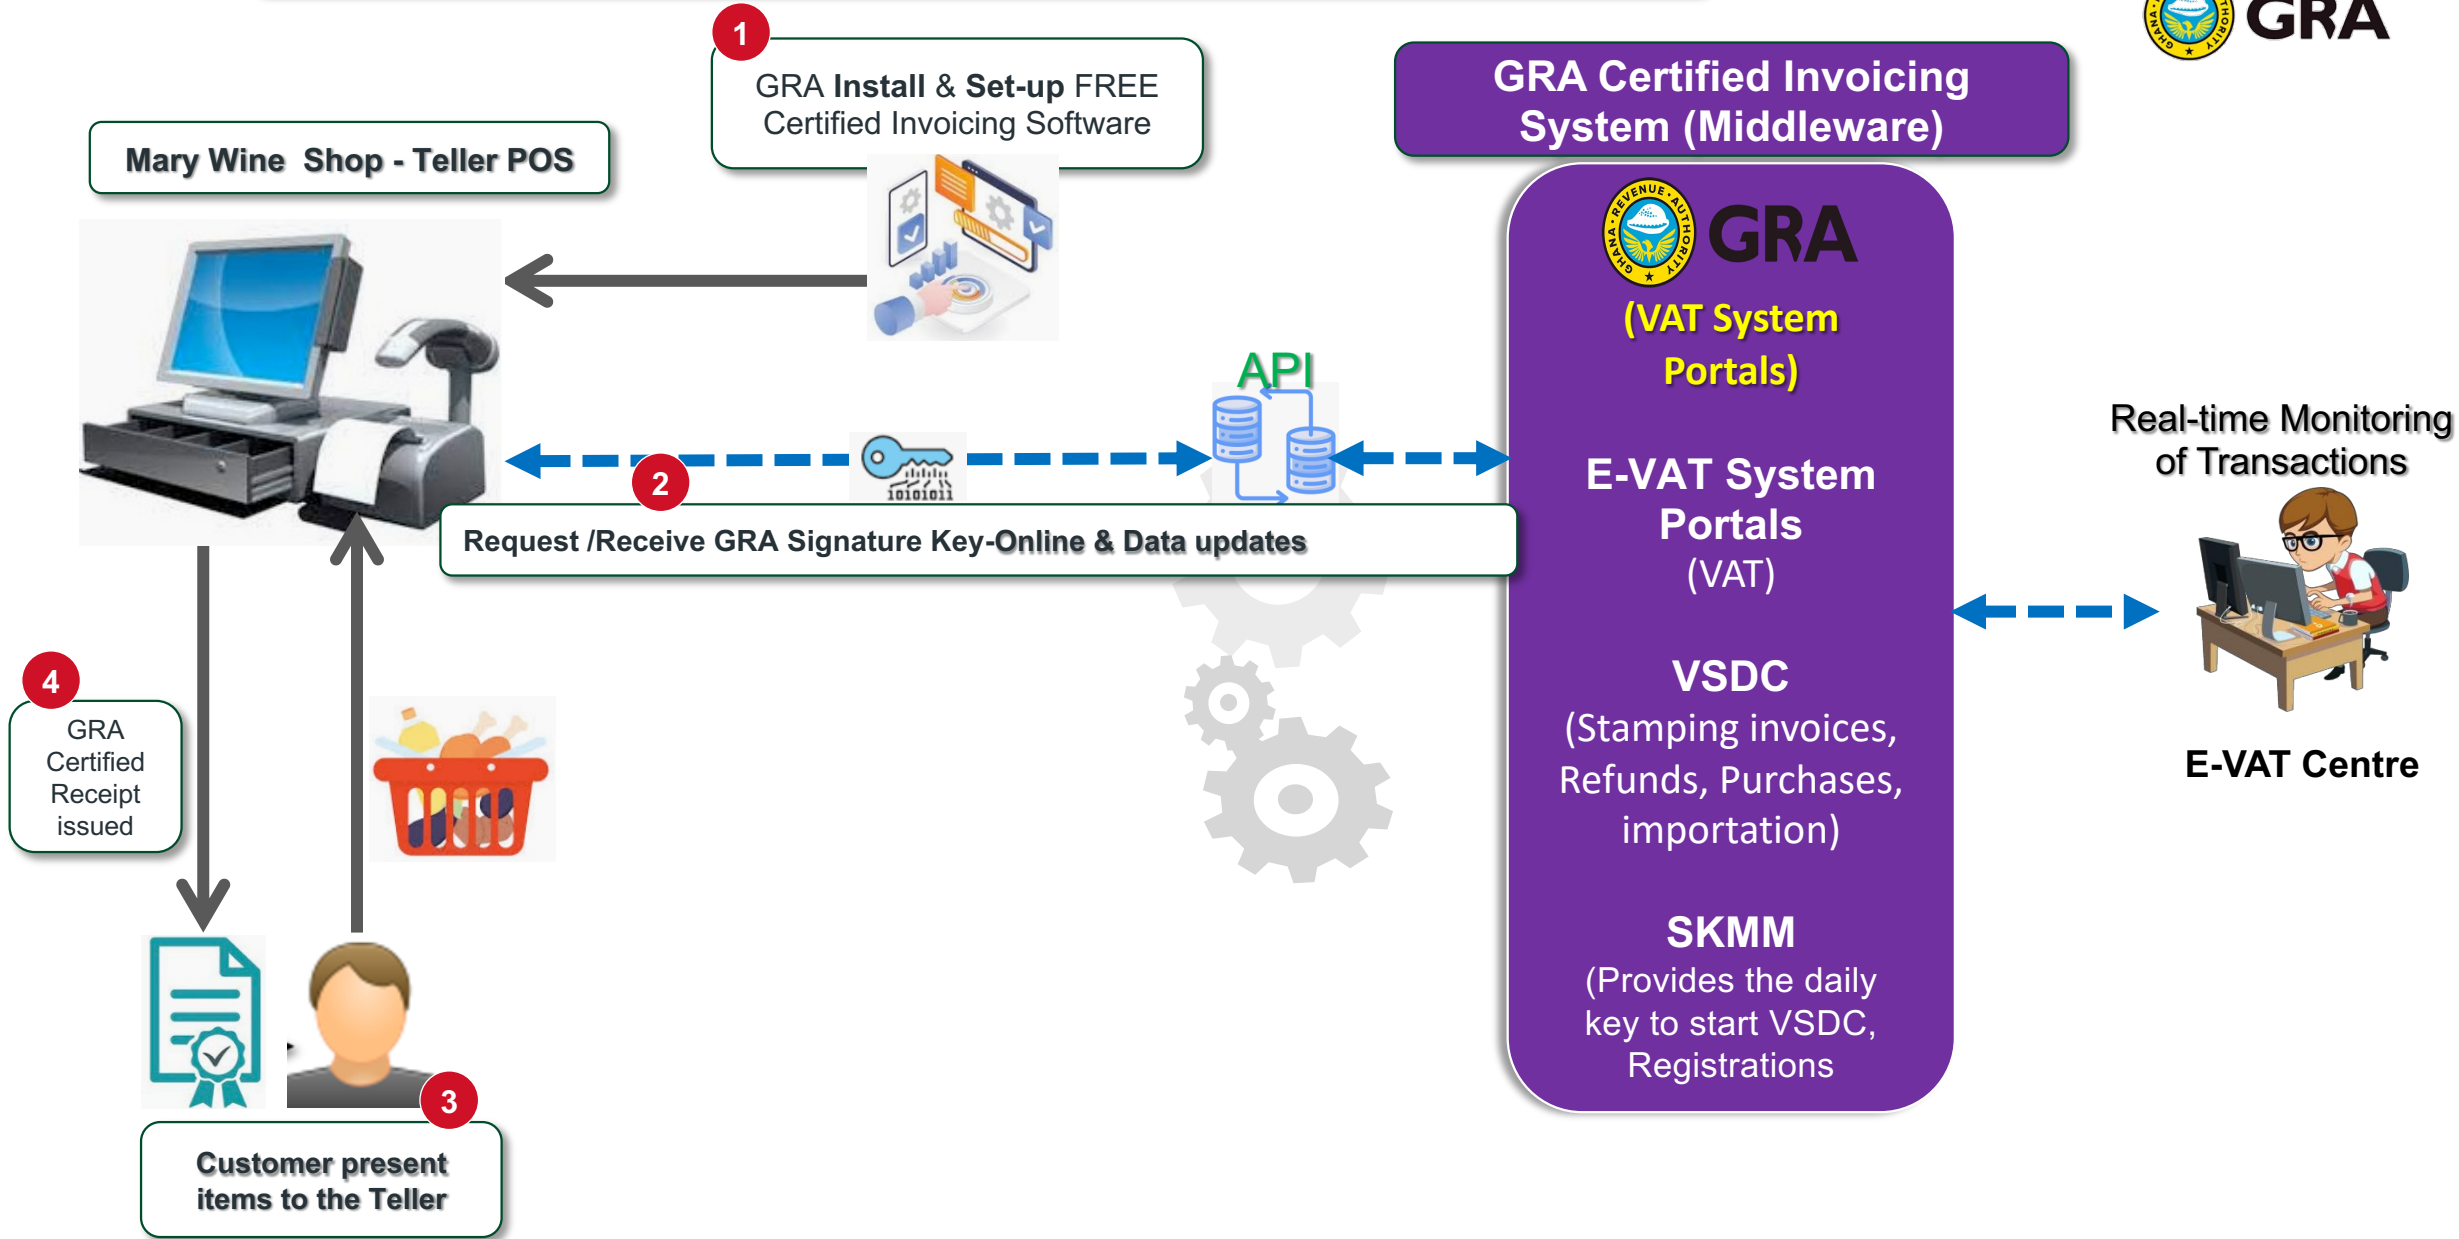 GRA
1
GRA Install & Set-up FREE
Certified Invoicing Software
GRA Certified Invoicing
System (Middleware)
Mary Wine Shop - Teller POS
GHANA · REVENUE · AUTHORITY
GRA
(VAT System
Portals)
API
Real-time Monitoring
of Transactions
E-VAT System
Portals
(VAT)
2
10101011
Request /Receive GRA Signature Key-Online & Data updates
VSDC
(Stamping invoices,
Refunds, Purchases,
importation)
E-VAT Centre
4
GRA
Certified
Receipt
issued
SKMM
(Provides the daily
key to start VSDC,
Registrations
3
Customer present
items to the Teller